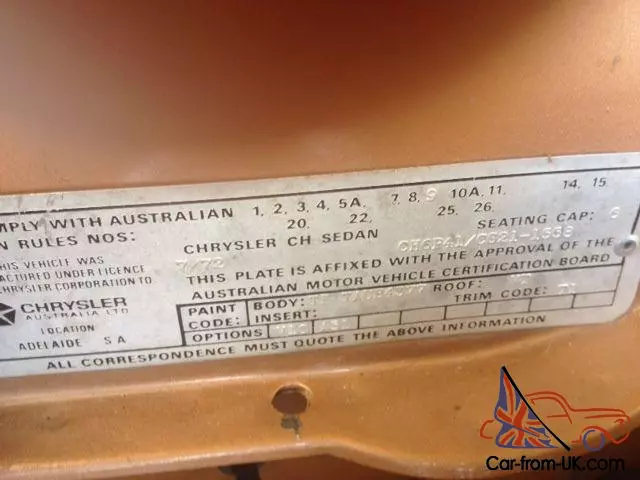 MPLY WITH AUSTRALIAN 1, 2, 3, 4, 5A, 7, 8, 9 10A, 11, 14, 15,
N RULES NOS: 20, 22, 25, 26,
CHRYSLER CH SEDAN SEATING CAP: 6
THIS VEHICLE WAS 7/72
ACTURED UNDER LICENCE
CHRYSLER CORPORATION TO
THIS PLATE IS AFFIXED WITH THE APPROVAL OF THE
AUSTRALIAN MOTOR VEHICLE CERTIFICATION BOARD
CHRYSLER
AUSTRALIA LTD
LOCATION
ADELAIDE S A
PAINT BODY: ROOF:
CODE: INSERT: TRIM CODE:
OPTIONS
ALL CORRESPONDENCE MUST QUOTE THE ABOVE INFORMATION
Car-from-UK.com